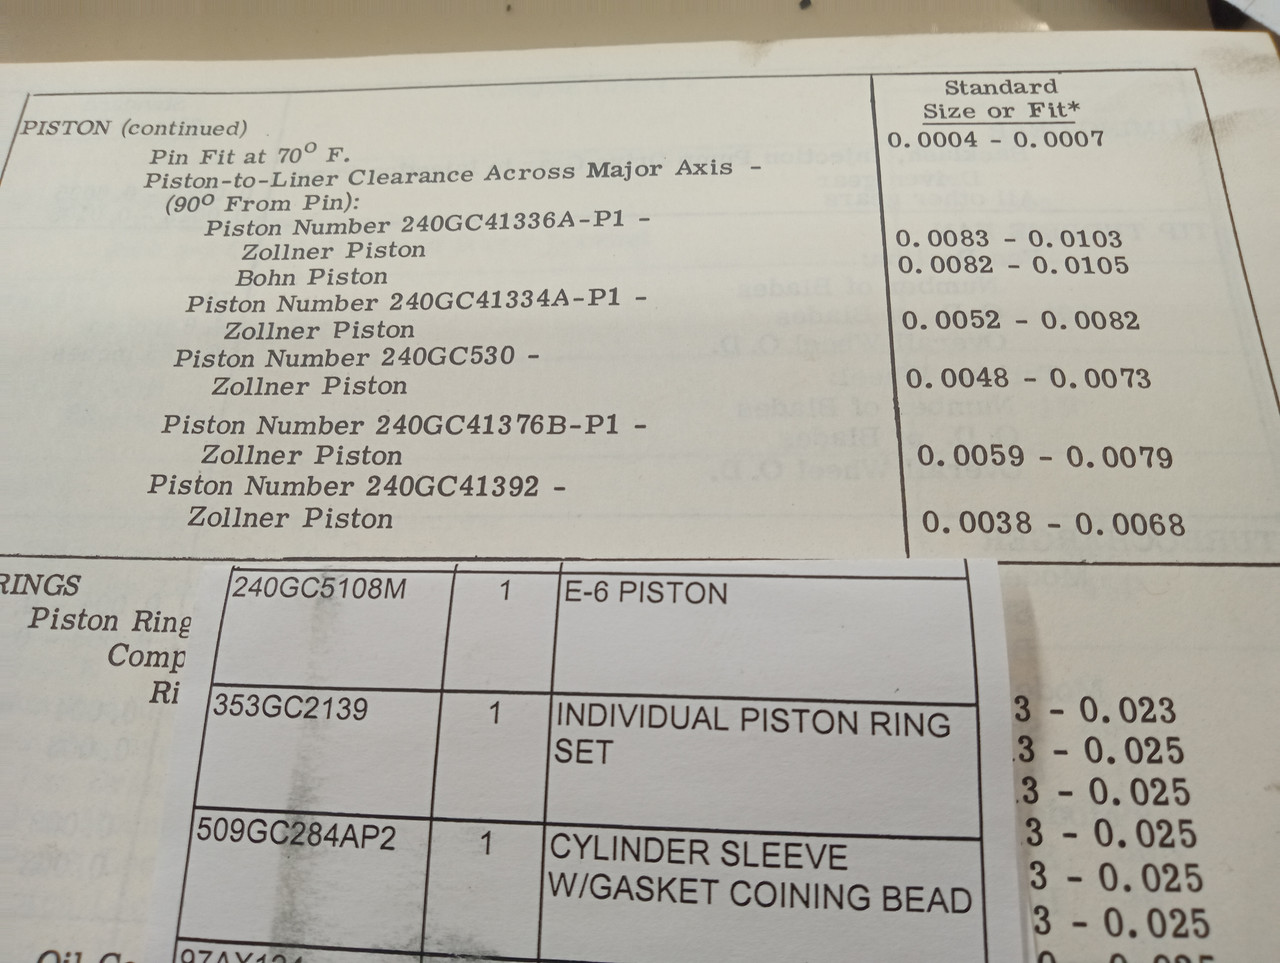 Standard
Size or Fit*
PISTON (continued)
Pin Fit at 70° F. 0.0004 - 0.0007
Piston-to-Liner Clearance Across Major Axis -
(90° From Pin):
Piston Number 240GC41336A-P1 -
Zollner Piston 0.0083 - 0.0103
Bohn Piston 0.0082 - 0.0105
Piston Number 240GC41334A-P1 -
Zollner Piston 0.0052 - 0.0082
Piston Number 240GC530 -
Zollner Piston 0.0048 - 0.0073
Piston Number 240GC41376B-P1 -
Zollner Piston 0.0059 - 0.0079
Piston Number 240GC41392 -
Zollner Piston 0.0038 - 0.0068
RINGS
Piston Ring
Comp
Ri
240GC5108M 1 E-6 PISTON
353GC2139 1 INDIVIDUAL PISTON RING
SET
509GC284AP2 1 CYLINDER SLEEVE
W/GASKET COINING BEAD
3 - 0.023
.3 - 0.025
.3 - 0.025
3 - 0.025
3 - 0.025
3 - 0.025